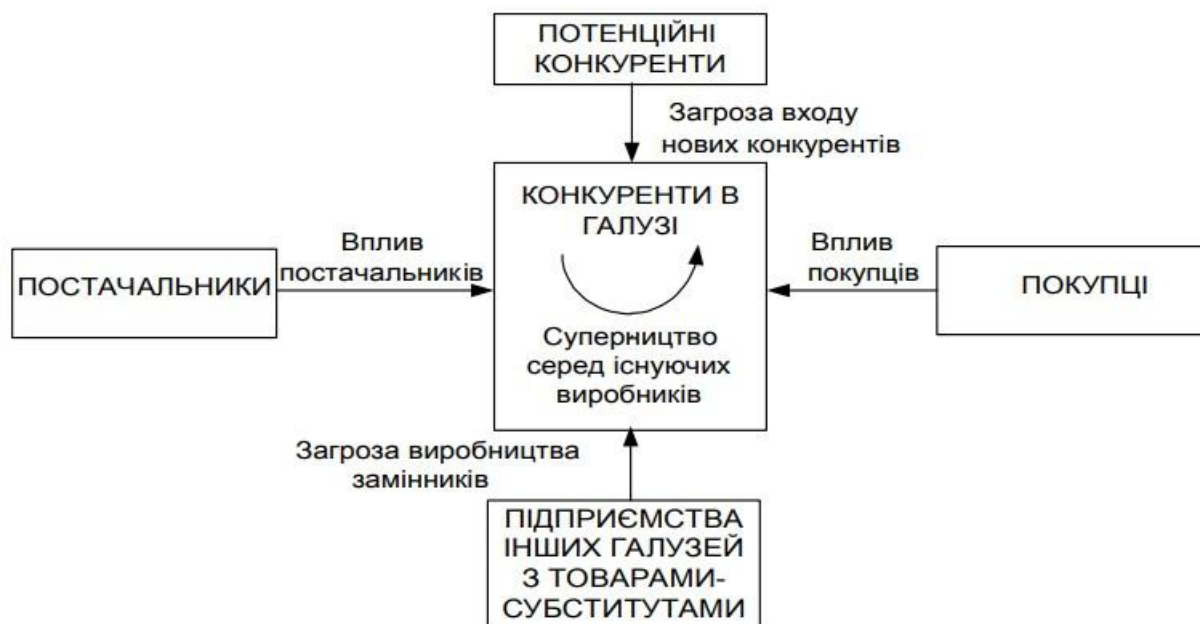 ПОТЕНЦІЙНІ
КОНКУРЕНТИ
Загроза входу
нових конкурентів
КОНКУРЕНТИ В
ГАЛУЗІ
Вплив
постачальників
Вплив
покупців
ПОСТАЧАЛЬНИКИ
ПОКУПЦІ
Суперництво
серед існуючих
виробників
Загроза виробництва
замінників
ПІДПРИЄМСТВА
ІНШИХ ГАЛУЗЕЙ
З ТОВАРАМИ-
СУБСТИТУТАМИ